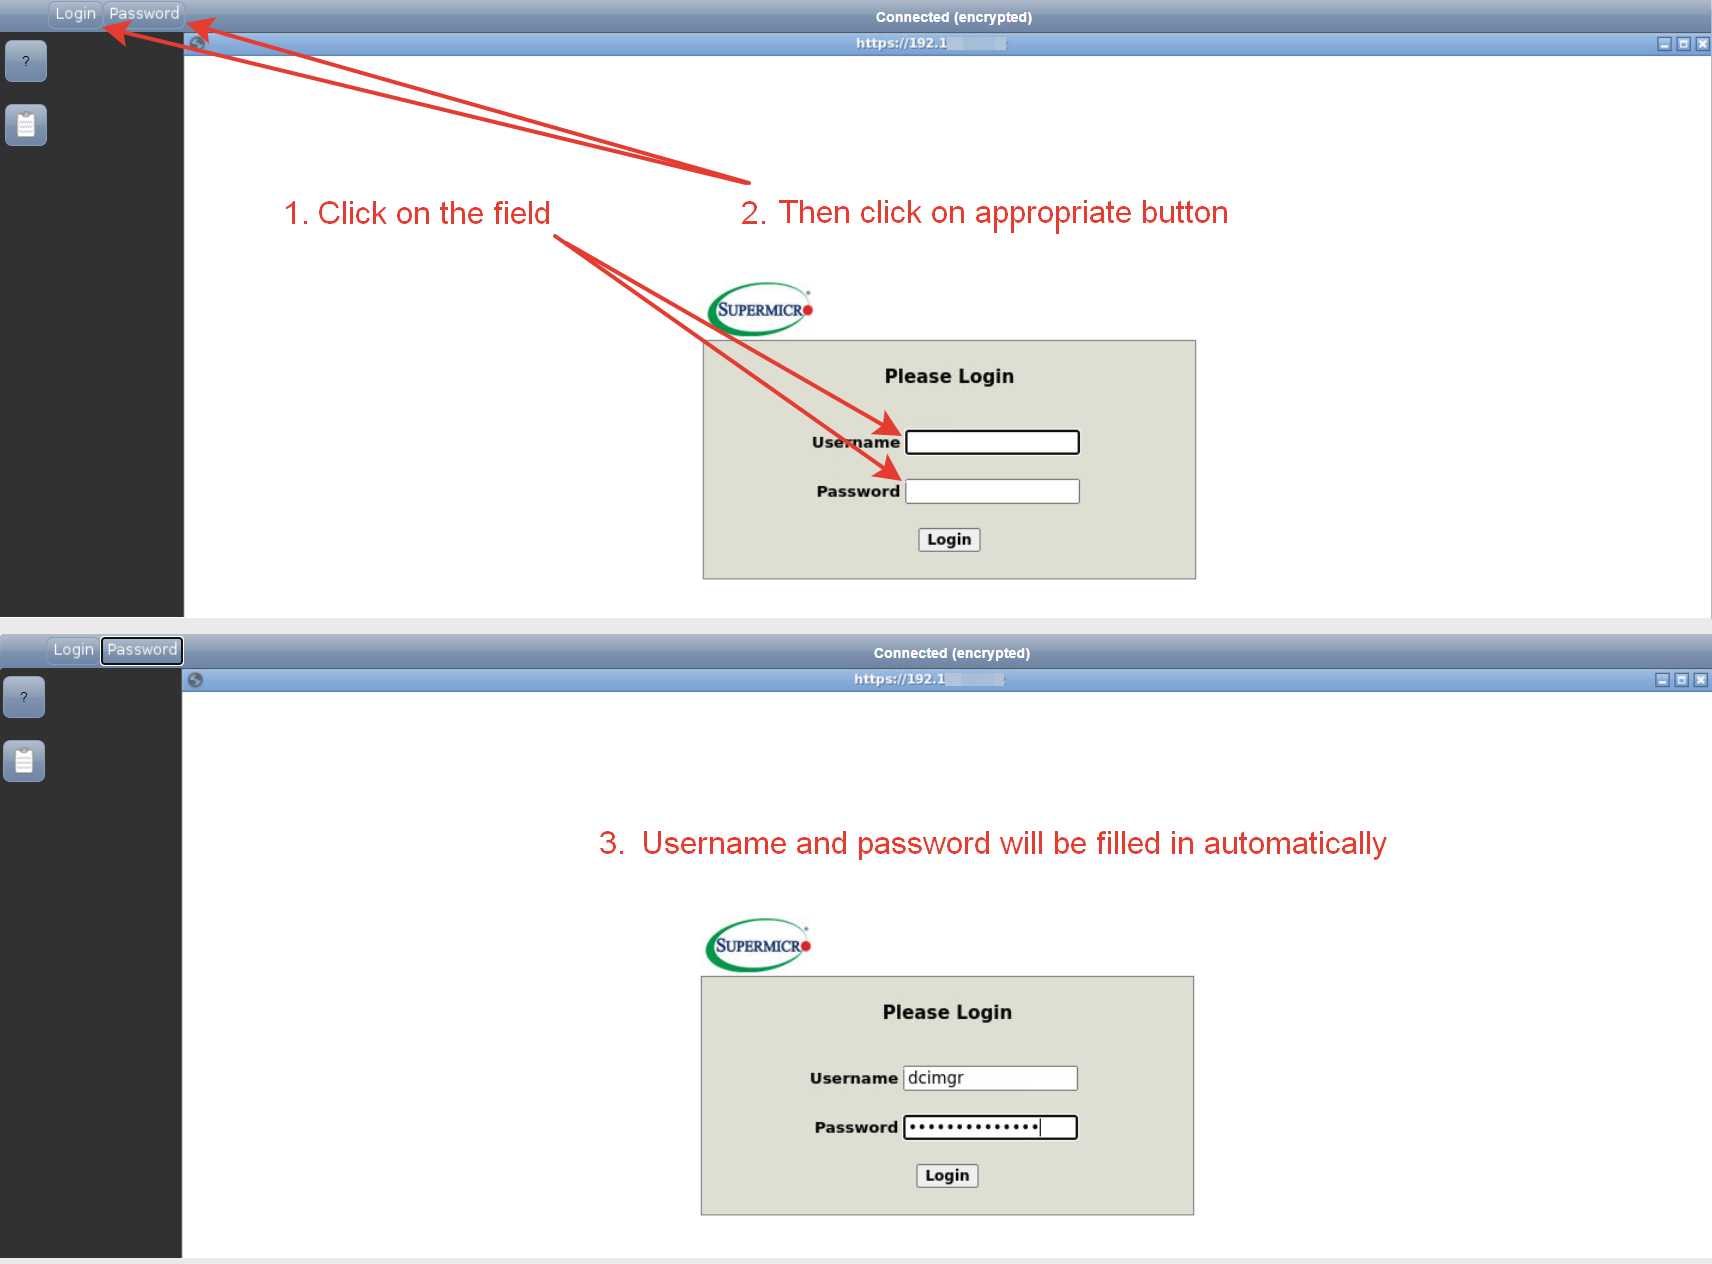 Login Password
Connected (encrypted)
https://192.1
?
1. Click on the field
2. Then click on appropriate button
SUPERMICR
Please Login
Username
Password
Login
Login Password
Connected (encrypted)
https://192.1
?
3. Username and password will be filled in automatically
SUPERMICR
Please Login
Username dcimgr
Password ••••••••••••••
Login